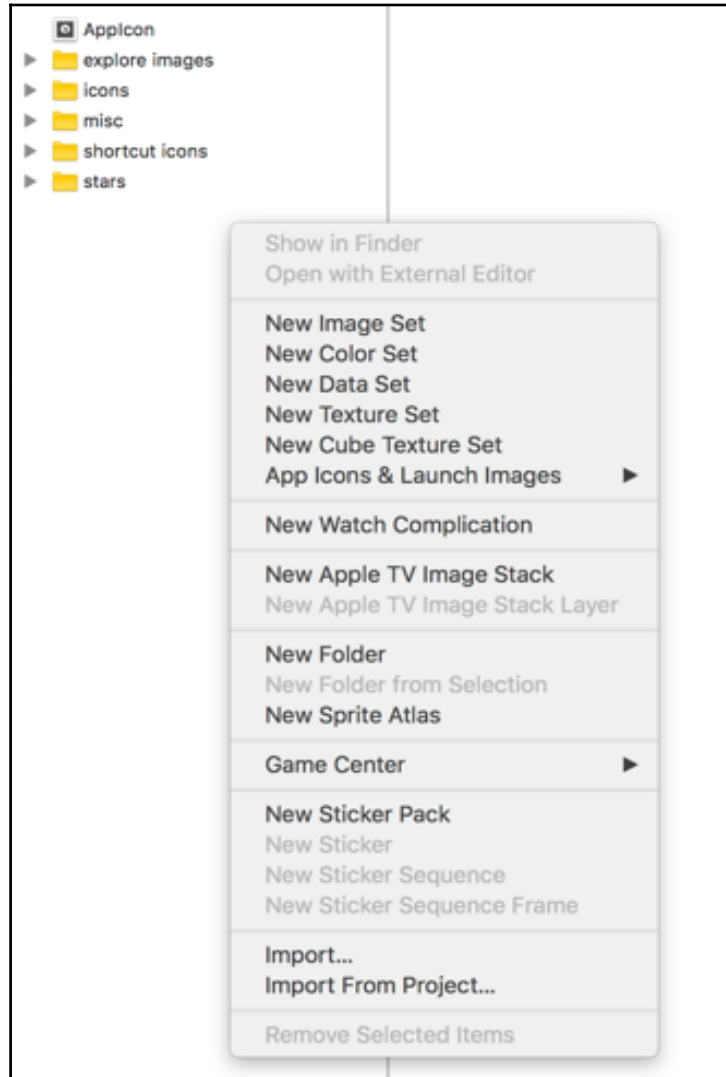 AppIcon
explore images
icons
misc
shortcut icons
stars
Show in Finder
Open with External Editor
New Image Set
New Color Set
New Data Set
New Texture Set
New Cube Texture Set
App Icons & Launch Images
New Watch Complication
New Apple TV Image Stack
New Apple TV Image Stack Layer
New Folder
New Folder from Selection
New Sprite Atlas
Game Center
New Sticker Pack
New Sticker
New Sticker Sequence
New Sticker Sequence Frame
Import...
Import From Project...
Remove Selected Items